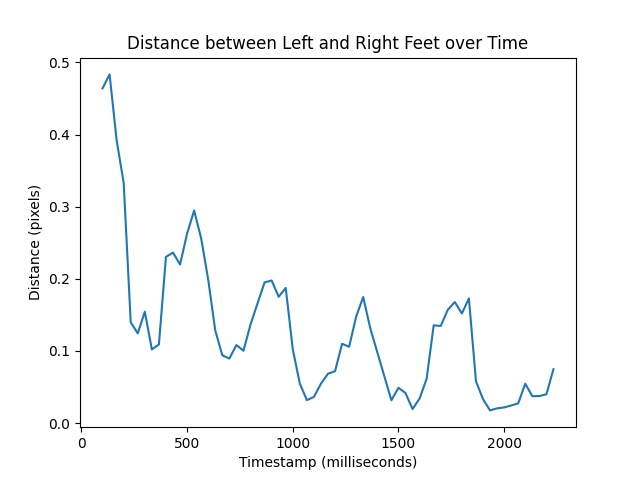 Distance between Left and Right Feet over Time
0.5
0.4
0.3
0.2
0.1
0.0
Distance (pixels)
0 500 1000 1500 2000
Timestamp (milliseconds)